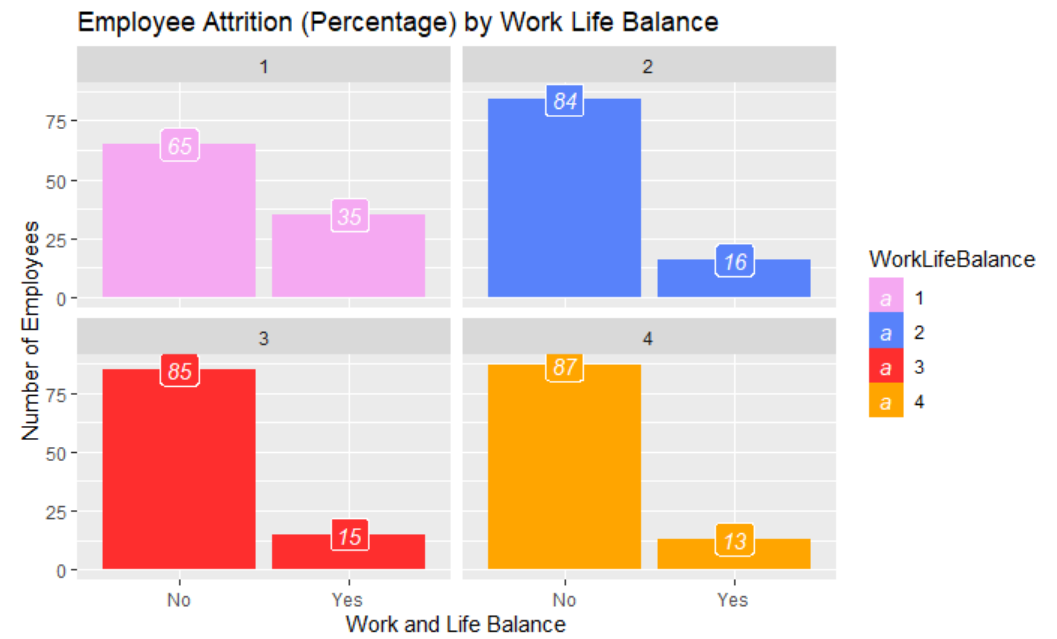 Employee Attrition (Percentage) by Work Life Balance
1
2
75
50
25
0
65
35
84
16
3
4
75
50
25
0
85
15
87
13
Number of Employees
No
Yes
No
Yes
Work and Life Balance
WorkLifeBalance
a 1
a 2
a 3
a 4